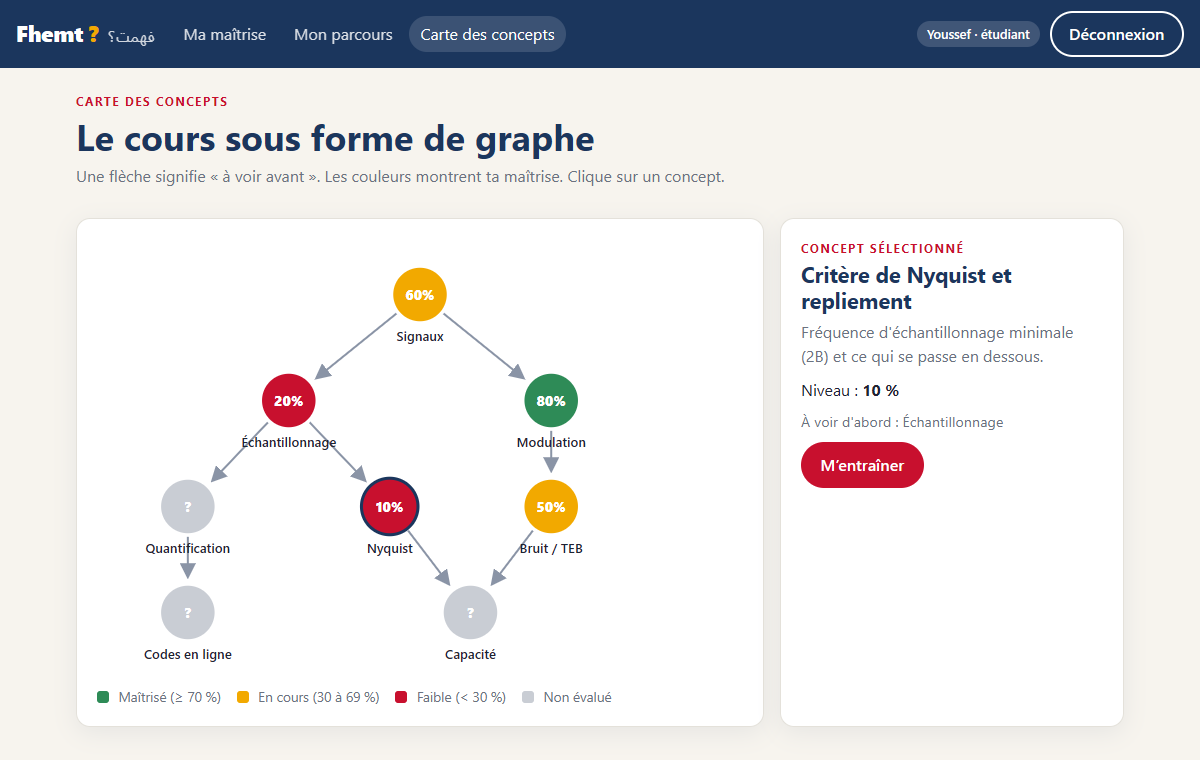 Fhemt ? فهمت؟ Ma maîtrise Mon parcours Carte des concepts Youssef · étudiant Déconnexion
CARTE DES CONCEPTS
Le cours sous forme de graphe
Une flèche signifie « à voir avant ». Les couleurs montrent ta maîtrise. Clique sur un concept.
60%
Signaux
20%
80%
Échantillonnage
Modulation
?
10%
50%
Quantification
Nyquist
Bruit / TEB
?
?
Codes en ligne
Capacité
Maîtrisé (≥ 70 %) En cours (30 à 69 %) Faible (< 30 %) Non évalué
CONCEPT SÉLECTIONNÉ
Critère de Nyquist et
repliement
Fréquence d'échantillonnage minimale
(2B) et ce qui se passe en dessous.
Niveau : 10 %
À voir d'abord : Échantillonnage
M’entraîner